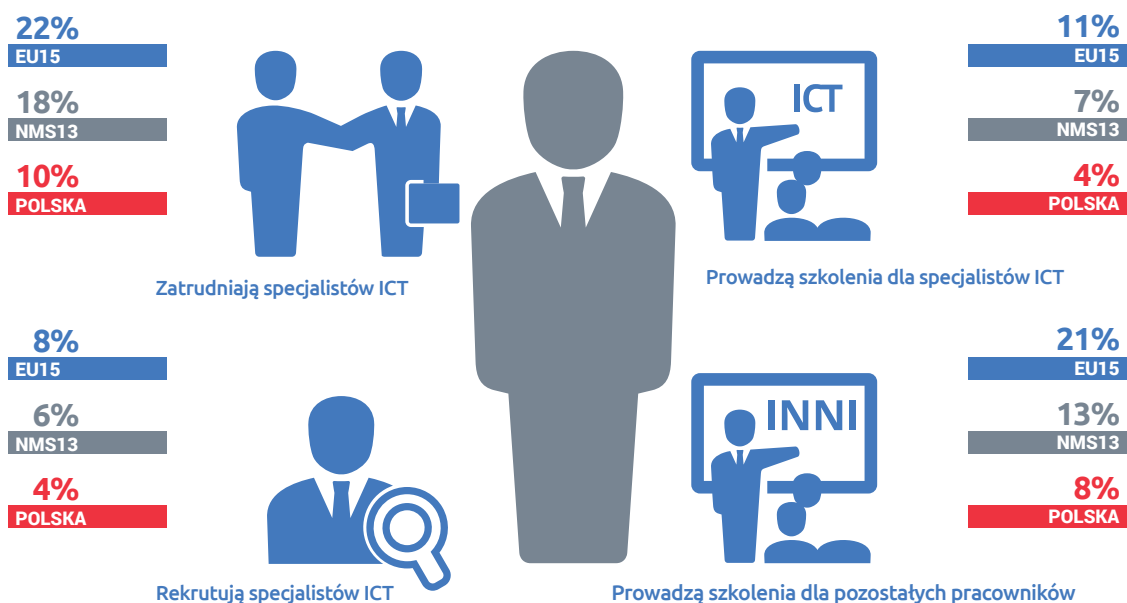 22%
EU15
18%
NMS13
10%
POLSKA
Zatrudniają specjalistów ICT
11%
EU15
7%
NMS13
4%
POLSKA
ICT
Prowadzą szkolenia dla specjalistów ICT
8%
EU15
6%
NMS13
4%
POLSKA
Rekrutują specjalistów ICT
21%
EU15
13%
NMS13
8%
POLSKA
INNI
Prowadzą szkolenia dla pozostałych pracowników